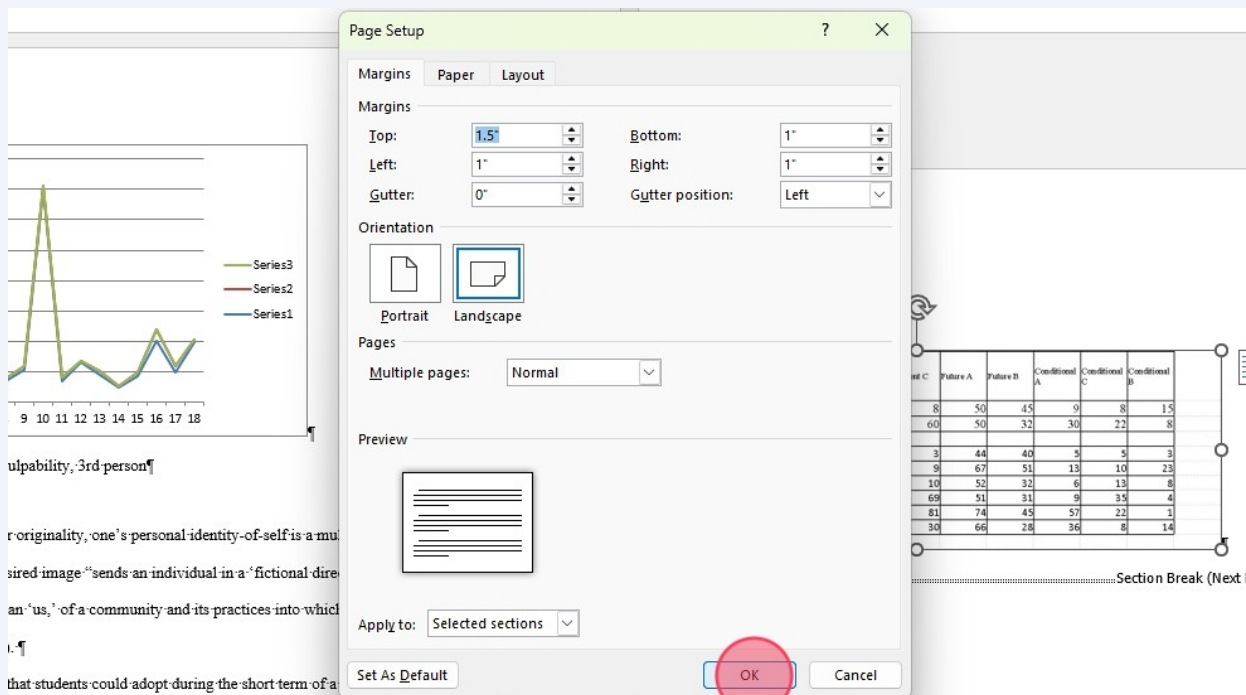 Page Setup
?
Margins Paper Layout
Margins
Top: 1.5" Bottom: 1"
Left: 1" Right: 1"
Gutter: 0" Gutter position: Left
Orientation
Portrait Landscape
Pages
Multiple pages: Normal
Preview
Apply to: Selected sections
Set As Default OK Cancel
Series3
Series2
Series1
9 10 11 12 13 14 15 16 17 18
¶
ulpability, 3rd person¶
r·originality,·one’s·personal·identity-of-self·is·a·mul
sired·image·“sends·an·individual·in·a·‘fictional·direc
an·‘us,’·of·a·community·and·its·practices·into·which
¶
that·students·could·adopt·during·the·short·term·of·a
nt C Future A Future B Conditional A Conditional C Conditional B
8 50 45 9 8 15
60 50 32 30 22 8
3 44 40 5 5 3
9 67 51 13 10 23
10 52 32 6 13 8
69 51 31 9 35 4
81 74 45 57 22 1
30 66 28 36 8 14
¶
Section Break (Next